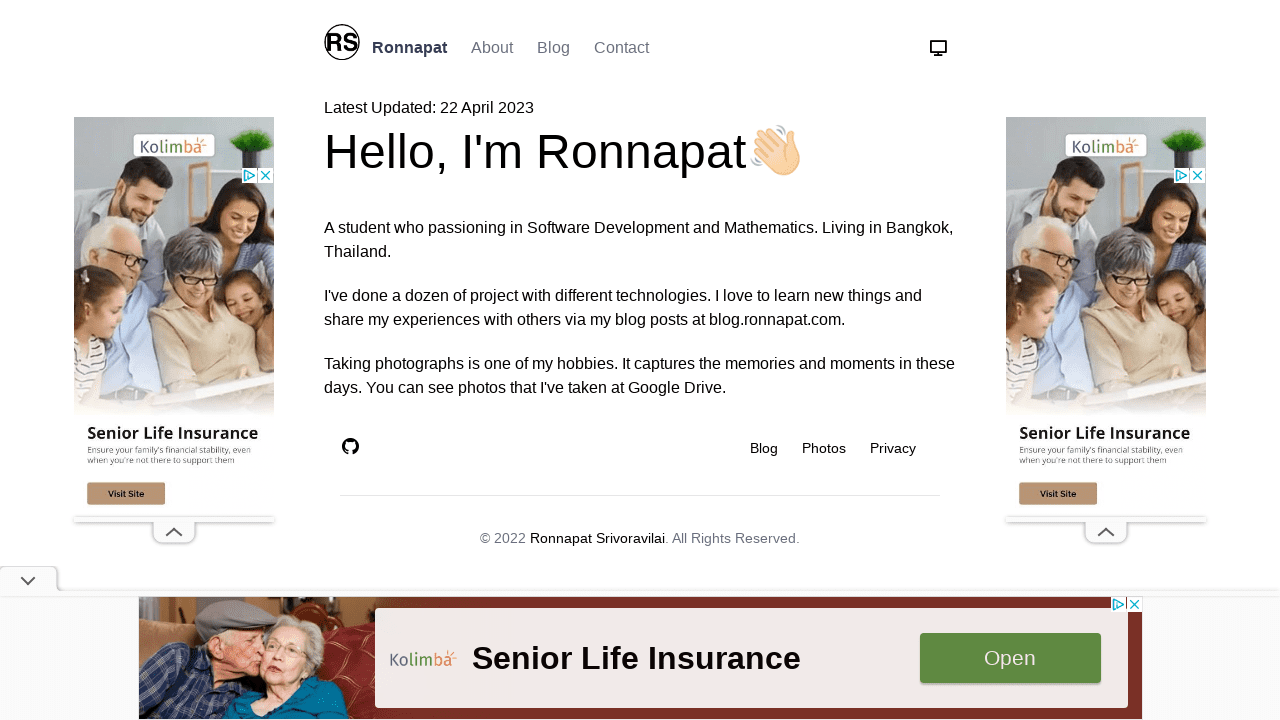 RS Ronnapat About Blog Contact
Latest Updated: 22 April 2023
Hello, I'm Ronnapat
A student who passioning in Software Development and Mathematics. Living in Bangkok,
Thailand.
I've done a dozen of project with different technologies. I love to learn new things and
share my experiences with others via my blog posts at blog.ronnapat.com.
Taking photographs is one of my hobbies. It captures the memories and moments in these
days. You can see photos that I've taken at Google Drive.
Blog Photos Privacy
© 2022 Ronnapat Srivoravilai. All Rights Reserved.
Kolimba
Senior Life Insurance
Ensure your family's financial stability, even
when you're not there to support them
Visit Site
Kolimba
Senior Life Insurance
Ensure your family's financial stability, even
when you're not there to support them
Visit Site
Kolimba Senior Life Insurance Open